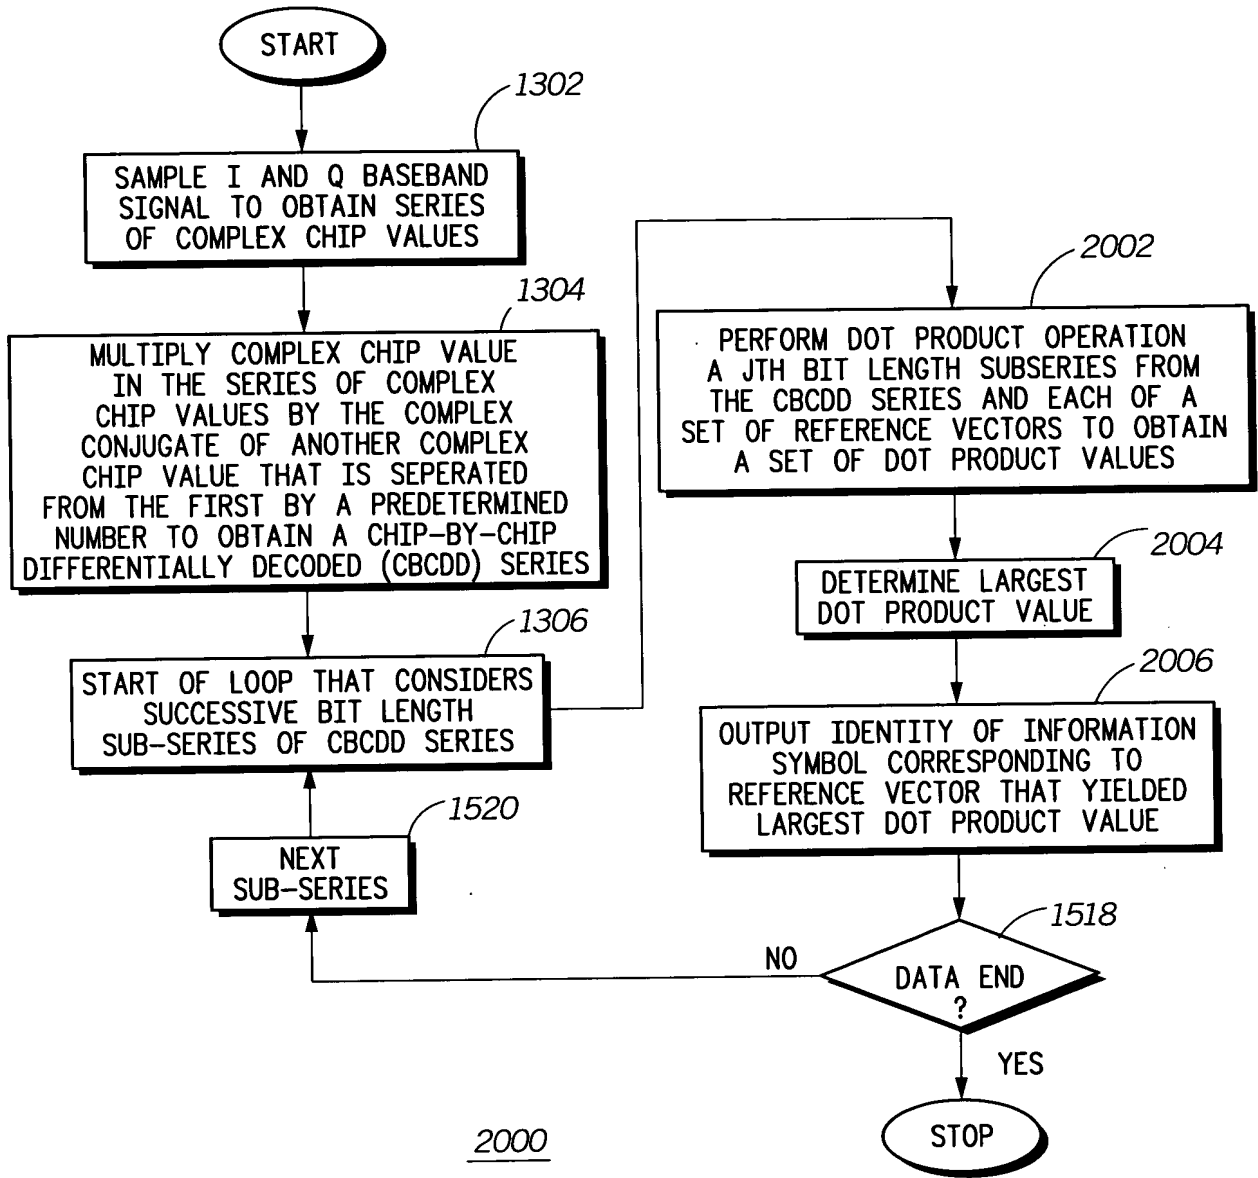 START
1302
SAMPLE I AND Q BASEBAND
SIGNAL TO OBTAIN SERIES
OF COMPLEX CHIP VALUES
1304
MULTIPLY COMPLEX CHIP VALUE
IN THE SERIES OF COMPLEX
CHIP VALUES BY THE COMPLEX
CONJUGATE OF ANOTHER COMPLEX
CHIP VALUE THAT IS SEPERATED
FROM THE FIRST BY A PREDETERMINED
NUMBER TO OBTAIN A CHIP-BY-CHIP
DIFFERENTIALLY DECODED (CBCDD) SERIES
1306
START OF LOOP THAT CONSIDERS
SUCCESSIVE BIT LENGTH
SUB-SERIES OF CBCDD SERIES
1520
NEXT
SUB-SERIES
2002
PERFORM DOT PRODUCT OPERATION
A JTH BIT LENGTH SUBSERIES FROM
THE CBCDD SERIES AND EACH OF A
SET OF REFERENCE VECTORS TO OBTAIN
A SET OF DOT PRODUCT VALUES
2004
DETERMINE LARGEST
DOT PRODUCT VALUE
2006
OUTPUT IDENTITY OF INFORMATION
SYMBOL CORRESPONDING TO
REFERENCE VECTOR THAT YIELDED
LARGEST DOT PRODUCT VALUE
1518
DATA END
?
NO
YES
STOP
2000